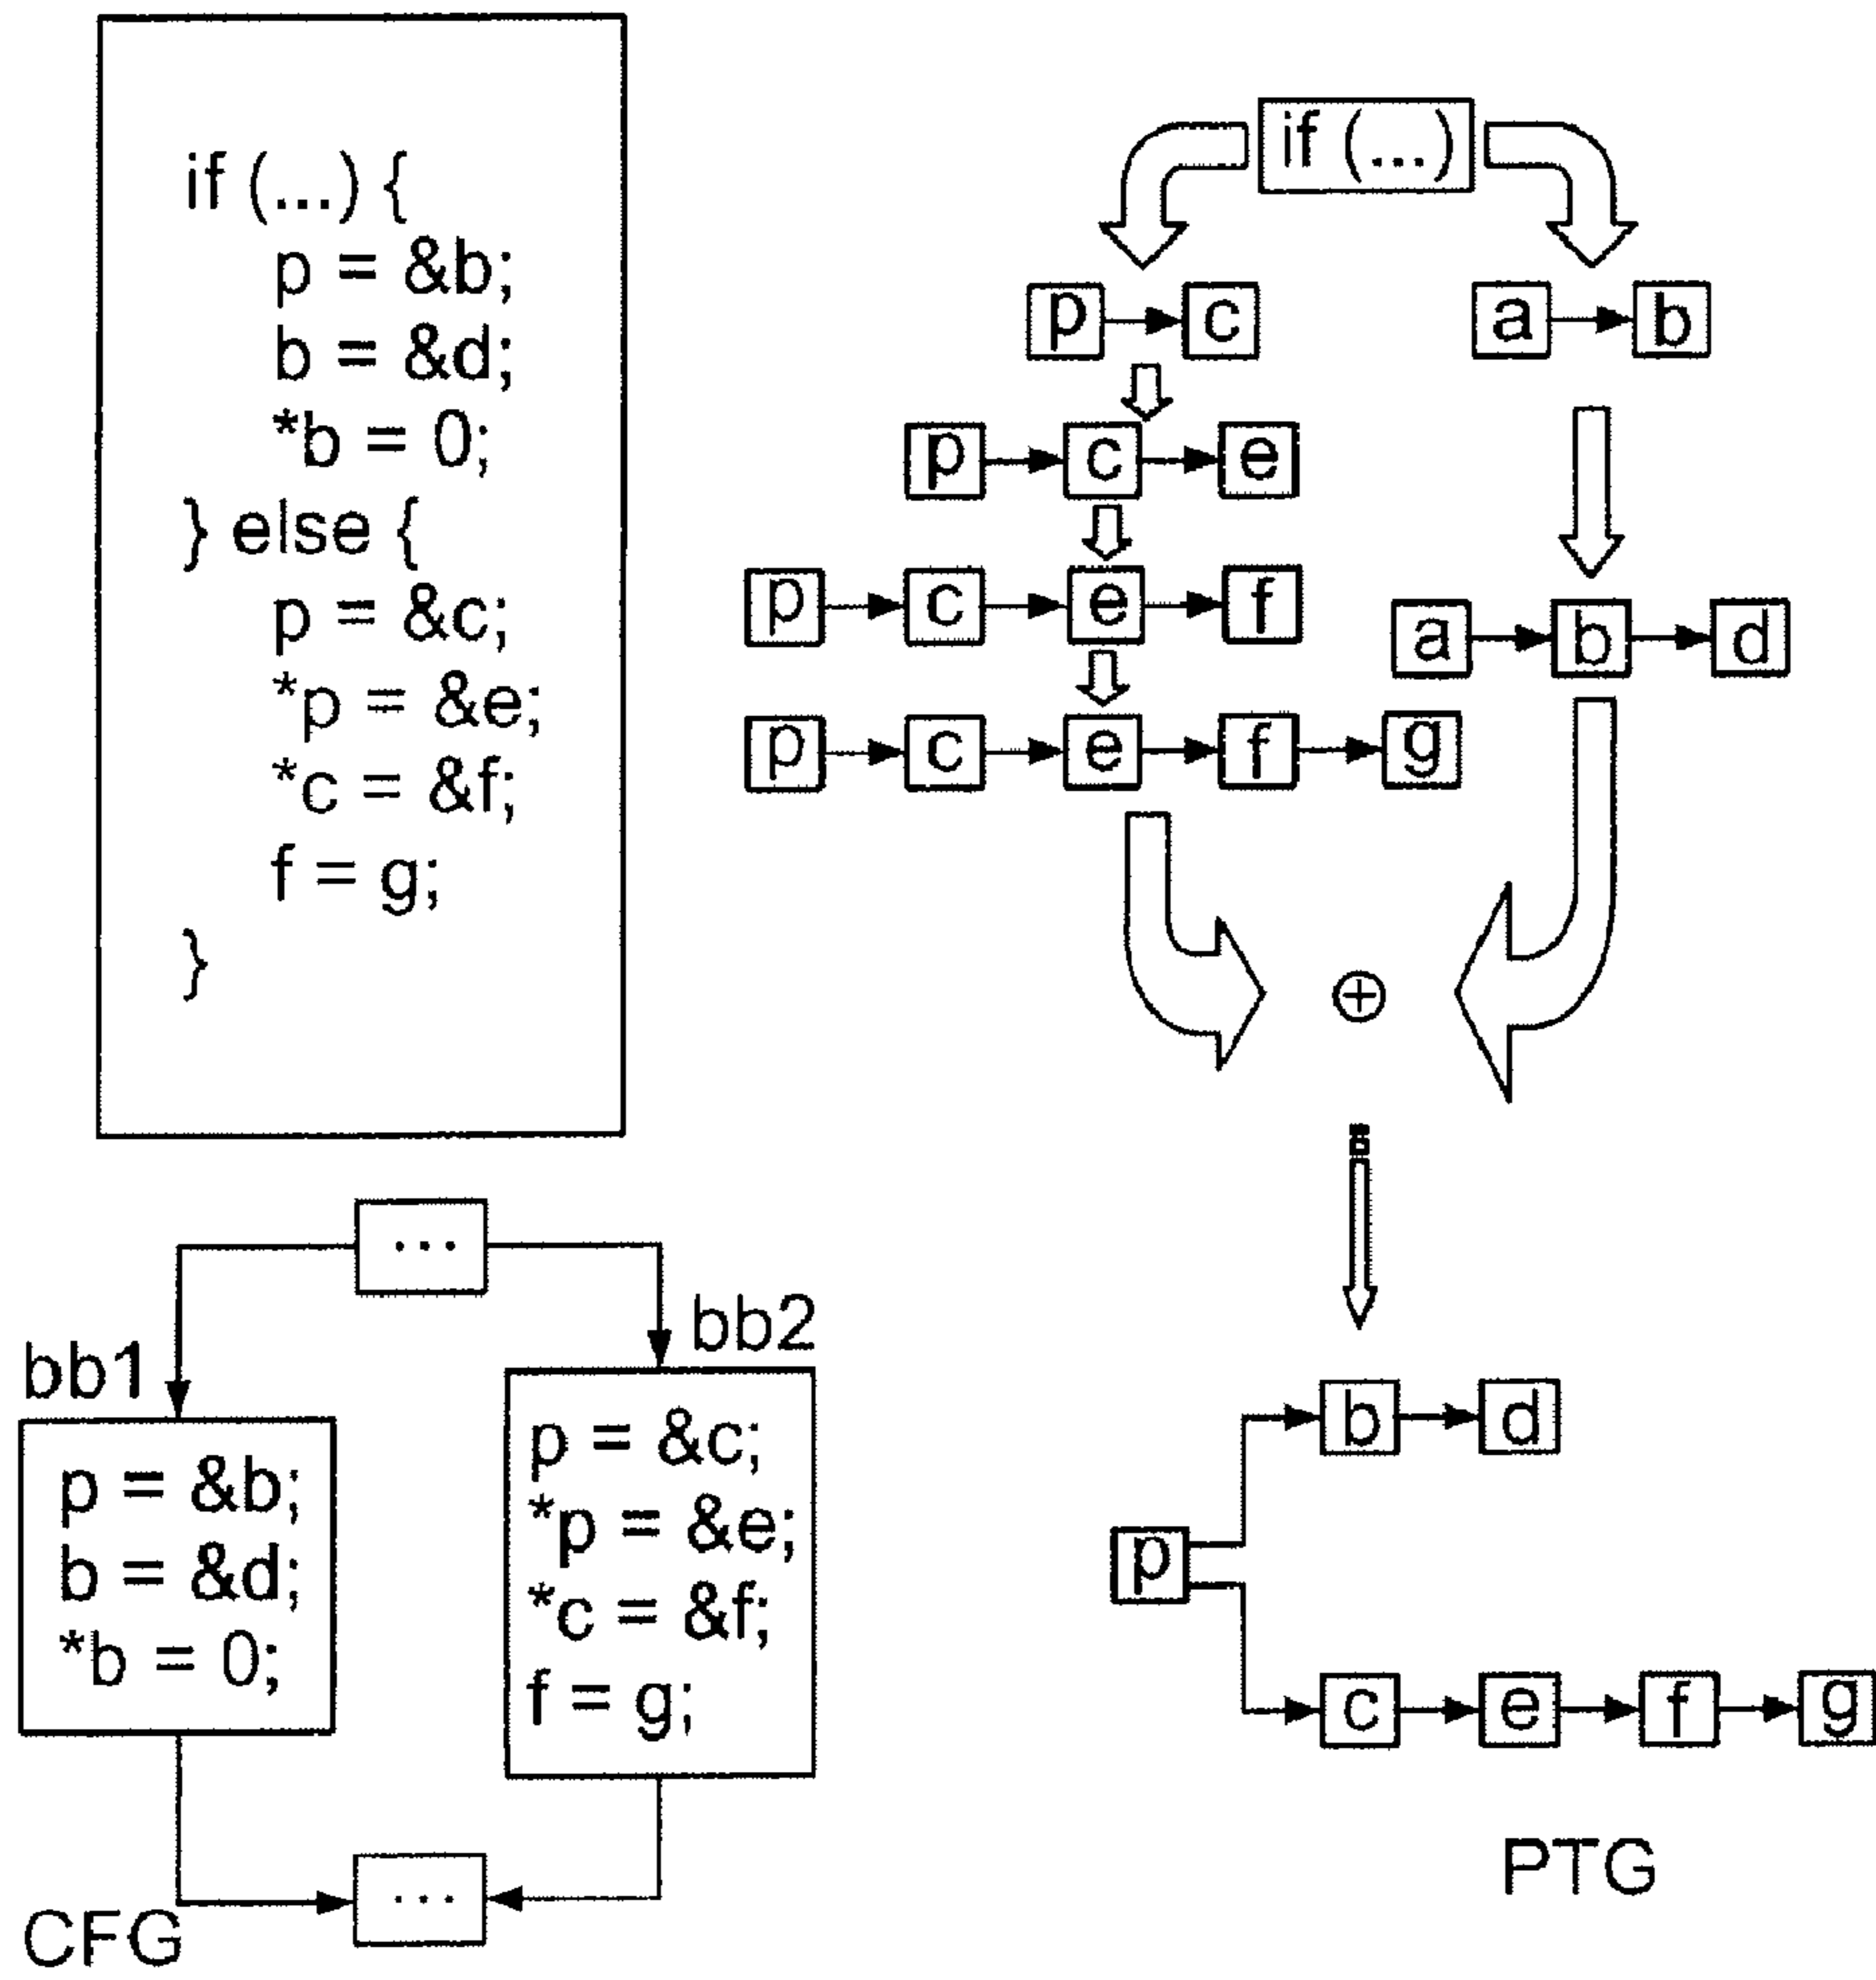 if (...) {
p = &b;
b = &d;
*b = 0;
} else {
p = &c;
*p = &e;
*c = &f;
f = g;
}
if (...)
p c
a b
p c e
p c e f
a b d
p c e f g
⊕
...
bb1
bb2
p = &b;
b = &d;
*b = 0;
p = &c;
*p = &e;
*c = &f;
f = g;
...
CFG
b d
p
c e f g
PTG